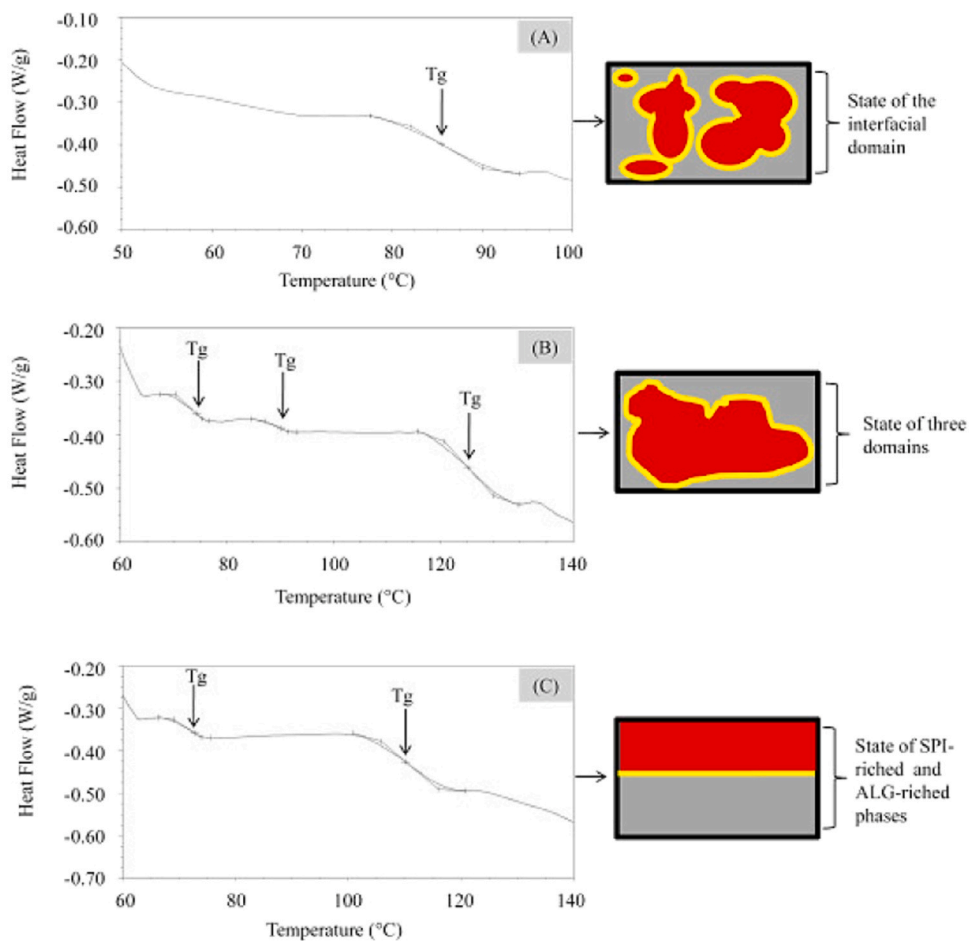 -0.10
(A)
-0.20
Tg
Heat Flow (W/g)
-0.30
-0.40
-0.50
-0.60
50
60
70
80
90
100
Temperature (°C)
State of the
interfacial
domain
-0.20
(B)
Tg
Tg
Heat Flow (W/g)
-0.30
Tg
-0.40
-0.50
-0.60
60
80
100
120
140
Temperature (°C)
State of three
domains
-0.20
Tg
(C)
Heat Flow (W/g)
-0.30
Tg
-0.40
-0.50
-0.60
-0.70
60
80
100
120
140
Temperature (°C)
State of SPI-
riched and
ALG-riched
phases